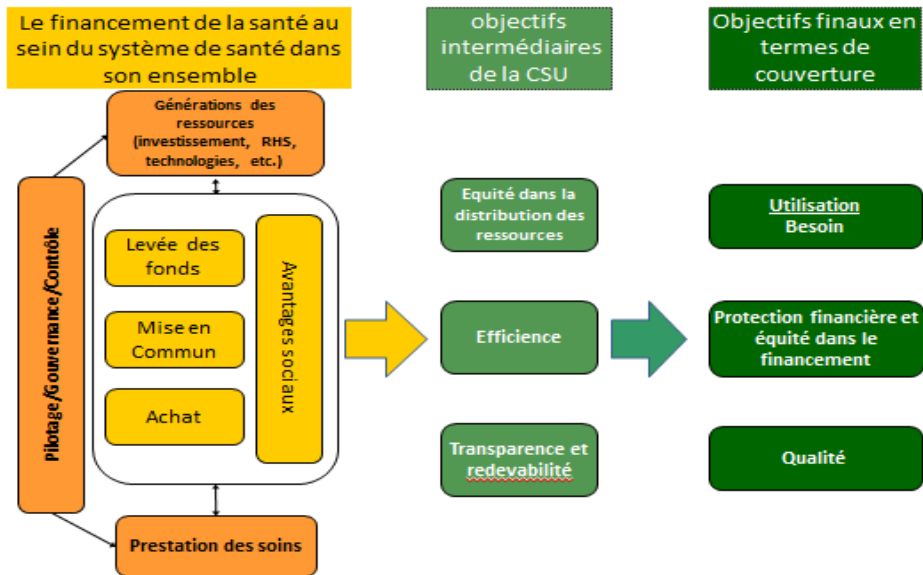 Le financement de la santé au
sein du système de santé dans
son ensemble
objectifs
intermédiaires
de la CSU
Objectifs finaux en
termes de
couverture
Générations des
ressources
(investissement, RHS,
technologies, etc.)
Pilotage/Gouvernance/Contrôle
Levée des
fonds
Mise en
Commun
Achat
Avantages sociaux
Prestation des soins
Equité dans la
distribution des
ressources
Efficience
Transparence et
redevabilité
Utilisation
Besoin
Protection financière et
équité dans le
financement
Qualité